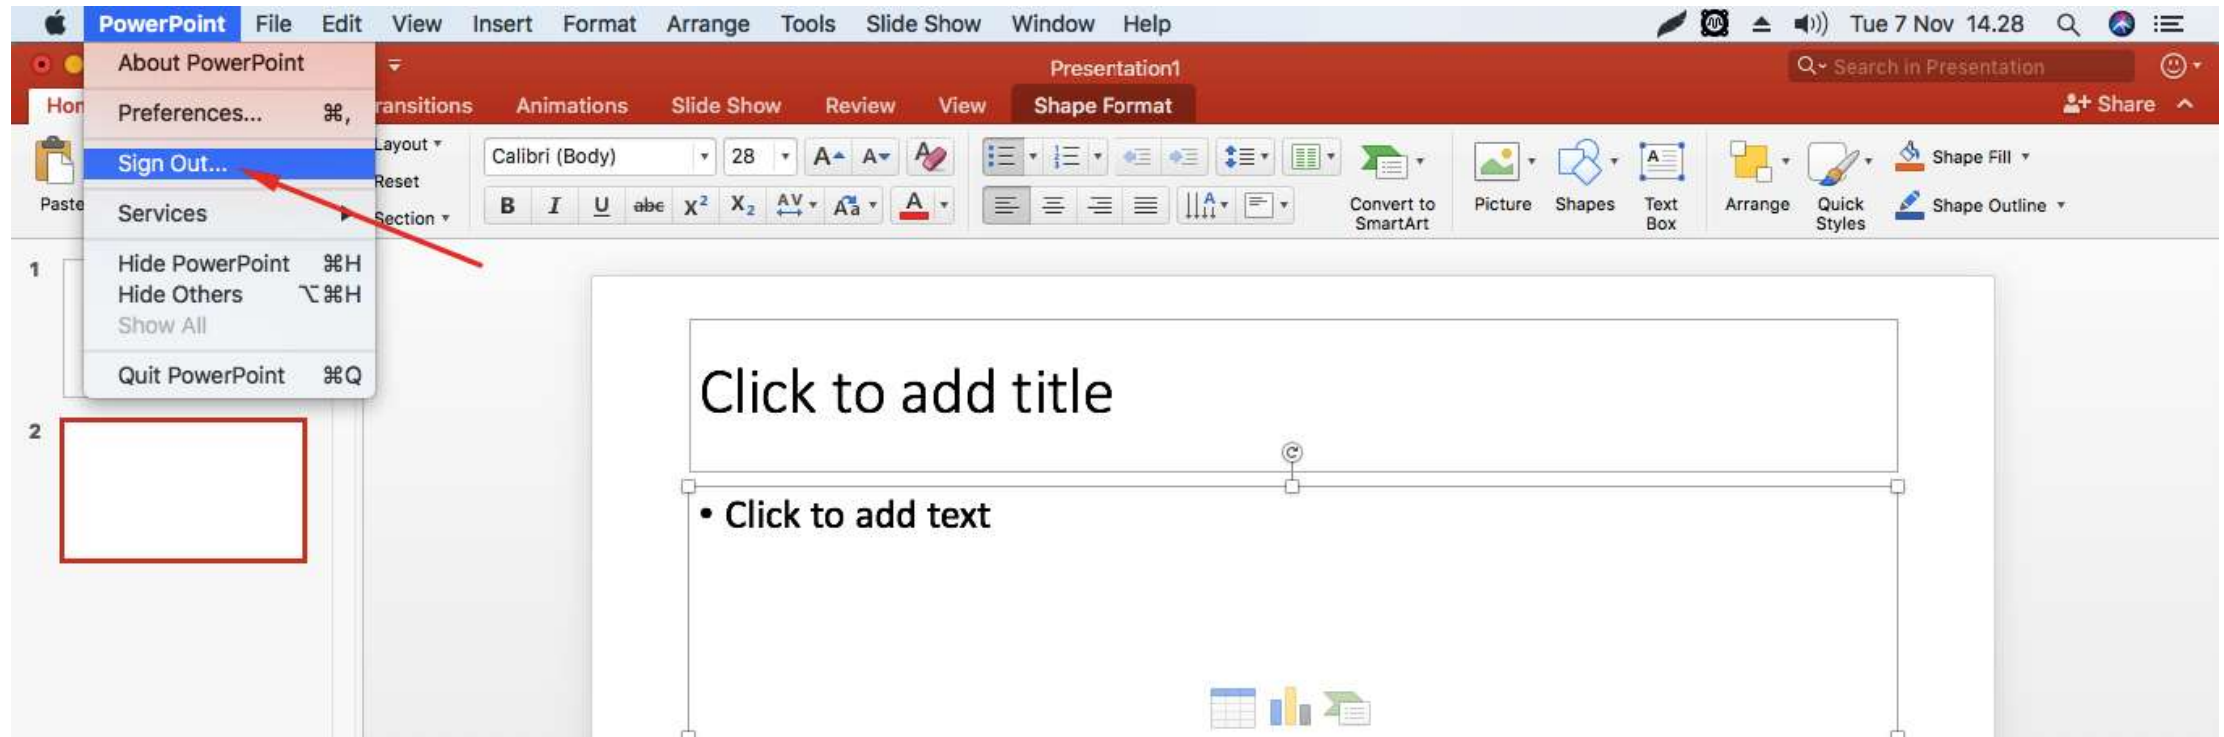 PowerPoint File Edit View Insert Format Arrange Tools Slide Show Window Help Tue 7 Nov 14.28
About PowerPoint
Presentation1
Search in Presentation
Preferences... ⌘,
Animations Slide Show Review View Shape Format Share
Sign Out...
Services
Hide PowerPoint ⌘H
Hide Others ⌥⌘H
Show All
Quit PowerPoint ⌘Q
Paste
Layout
Reset
Section
Calibri (Body) 28 A A A
B I U abc X² X₂ AV Aa A
Convert to
SmartArt
Picture
Shapes
A
Text
Box
Arrange
Quick
Styles
Shape Fill
Shape Outline
1
2
Click to add title
• Click to add text